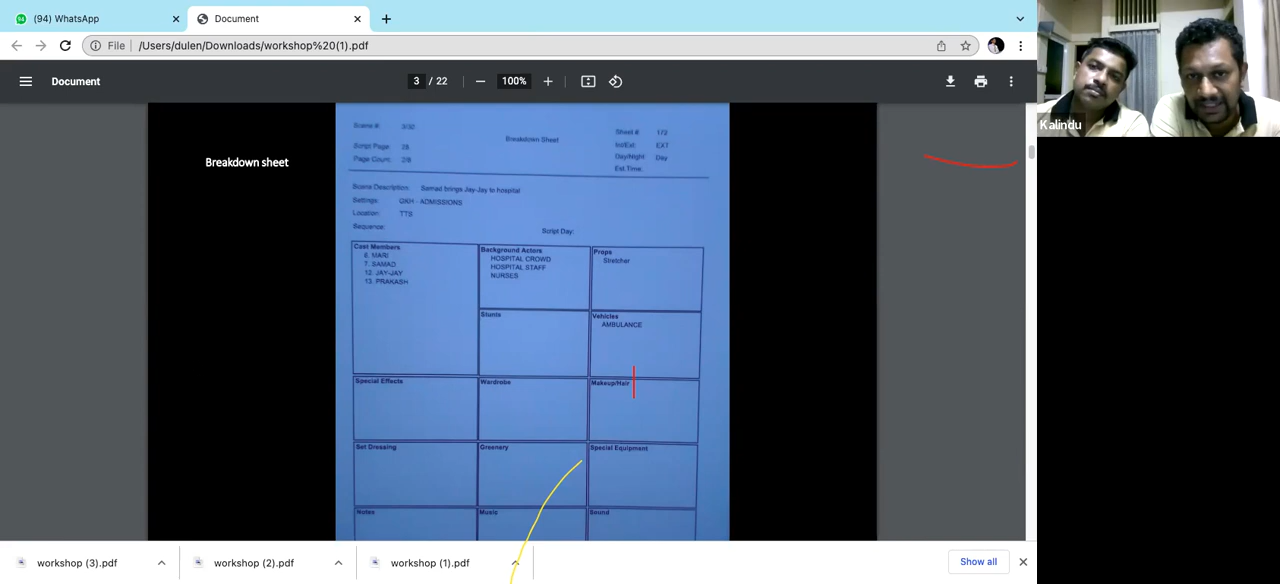 (94) WhatsApp
Document
File /Users/dulen/Downloads/workshop%20(1).pdf
Document 3 / 22 100%
Kalindu
Breakdown sheet
Scene #: 3/30
Script Page: 28
Page Count: 2/8
Breakdown Sheet
Sheet #: 1/2
Int/Ext: EXT
Day/Night: Day
Est.Time:
Scene Description: Samad brings Jay-Jay to hospital
Settings: GKH - ADMISSIONS
Location: TTS
Sequence:
Script Day:
Cast Members
6. MARI
7. SAMAD
12. JAY-JAY
13. PRAKASH
Background Actors
HOSPITAL CROWD
HOSPITAL STAFF
NURSES
Props
Stretcher
Stunts
Vehicles
AMBULANCE
Special Effects
Wardrobe
Makeup/Hair
Set Dressing
Greenery
Special Equipment
Notes
Music
Sound
workshop (3).pdf
workshop (2).pdf
workshop (1).pdf
Show all